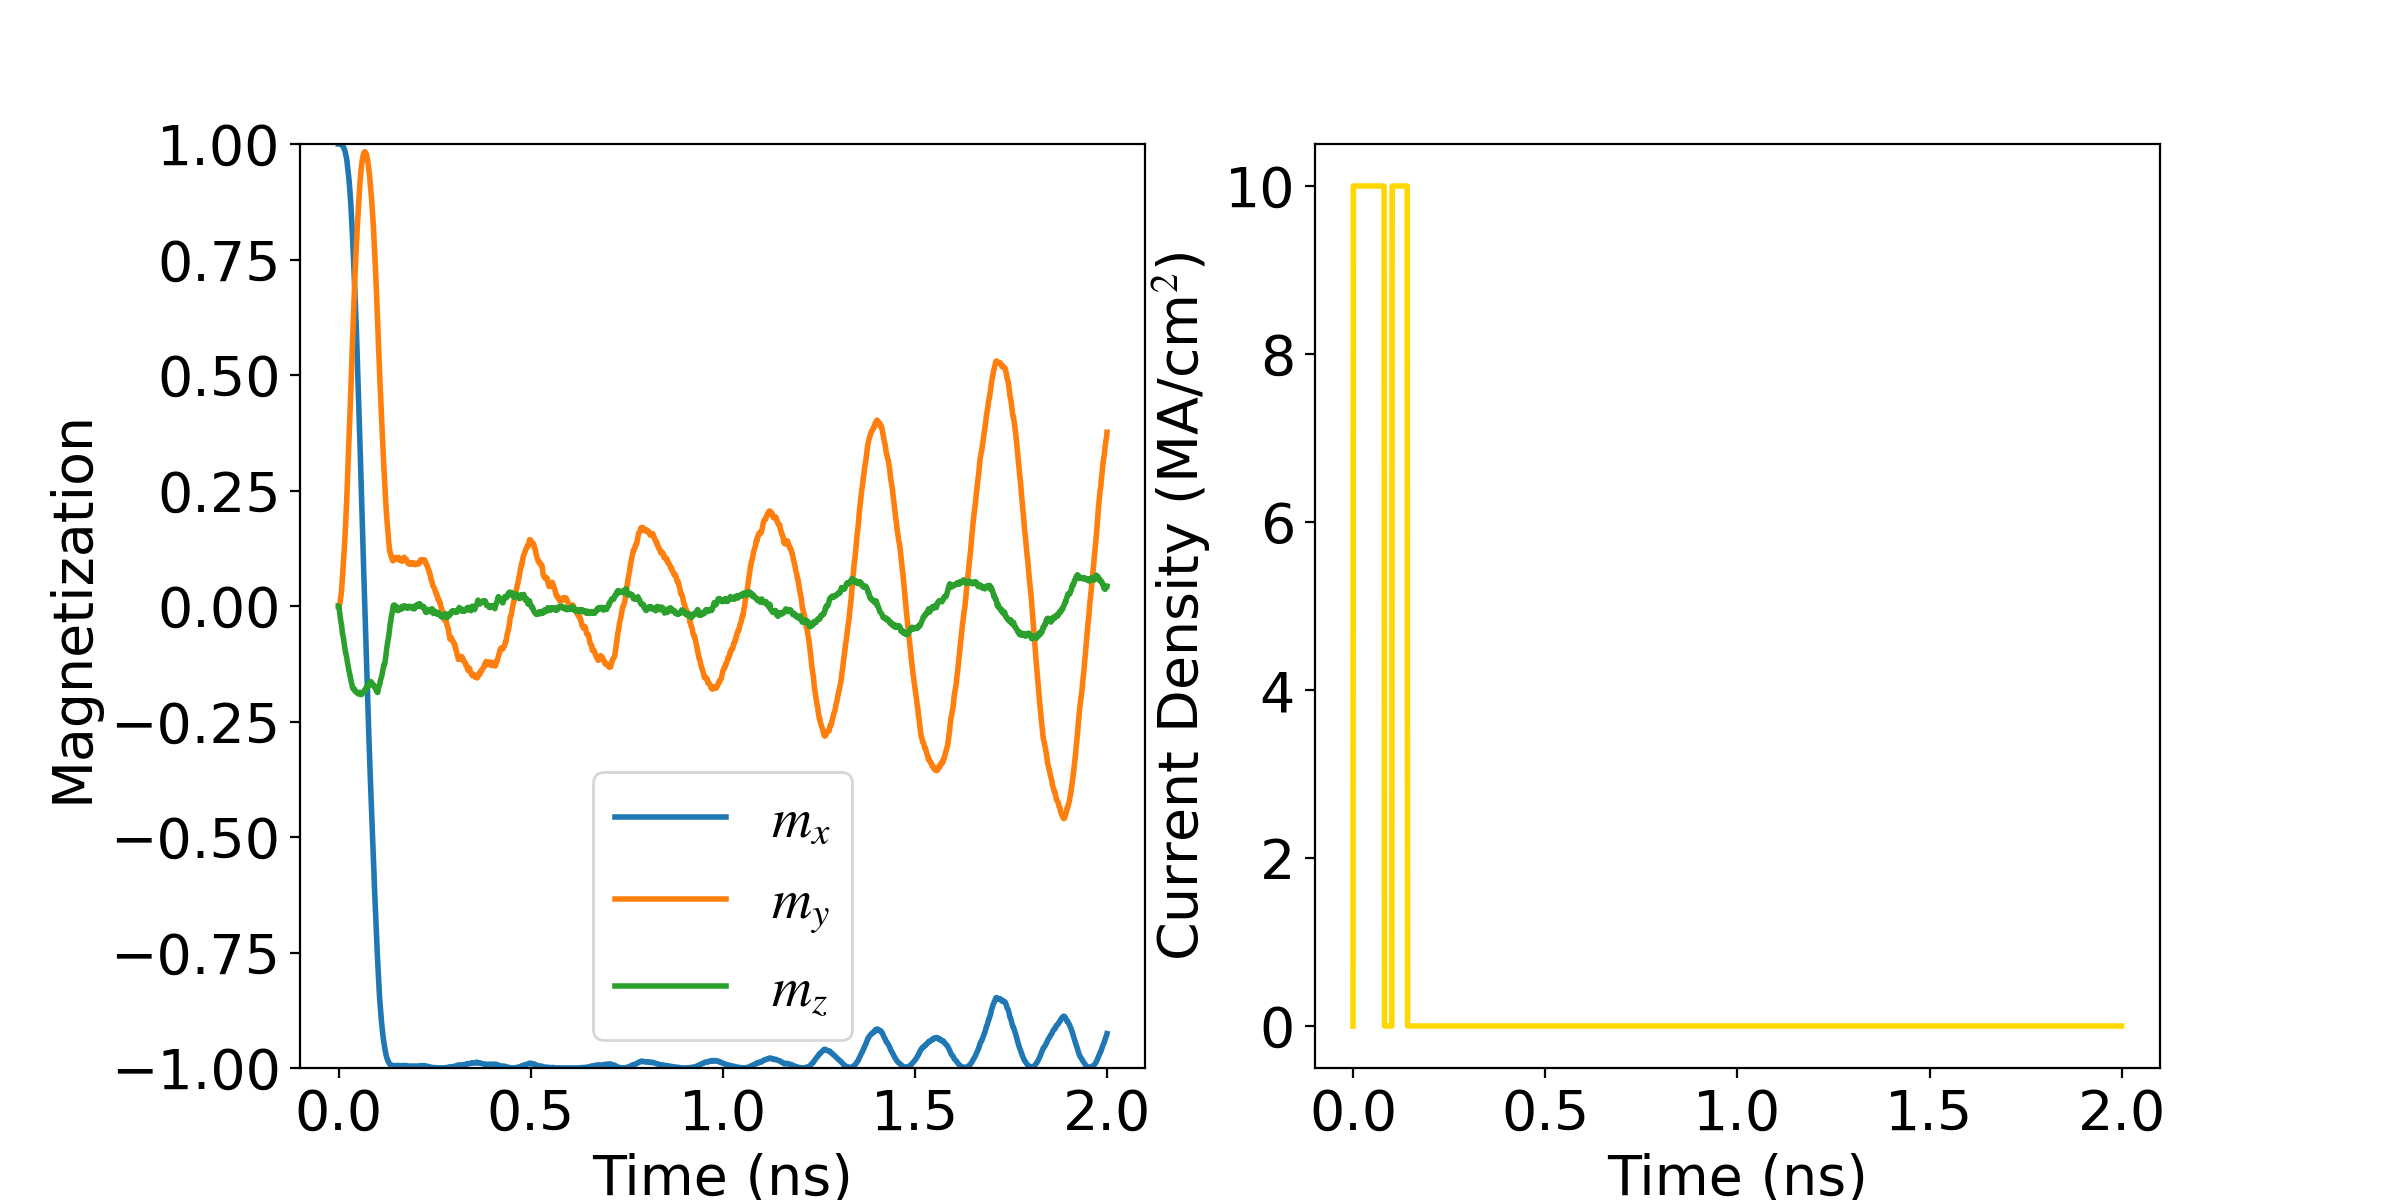 1.00
0.75
0.50
0.25
0.00
−0.25
−0.50
−0.75
−1.00
Magnetization
0.0 0.5 1.0 1.5 2.0
Time (ns)
m_x
m_y
m_z
10
8
6
4
2
0
Current Density (MA/cm²)
0.0 0.5 1.0 1.5 2.0
Time (ns)